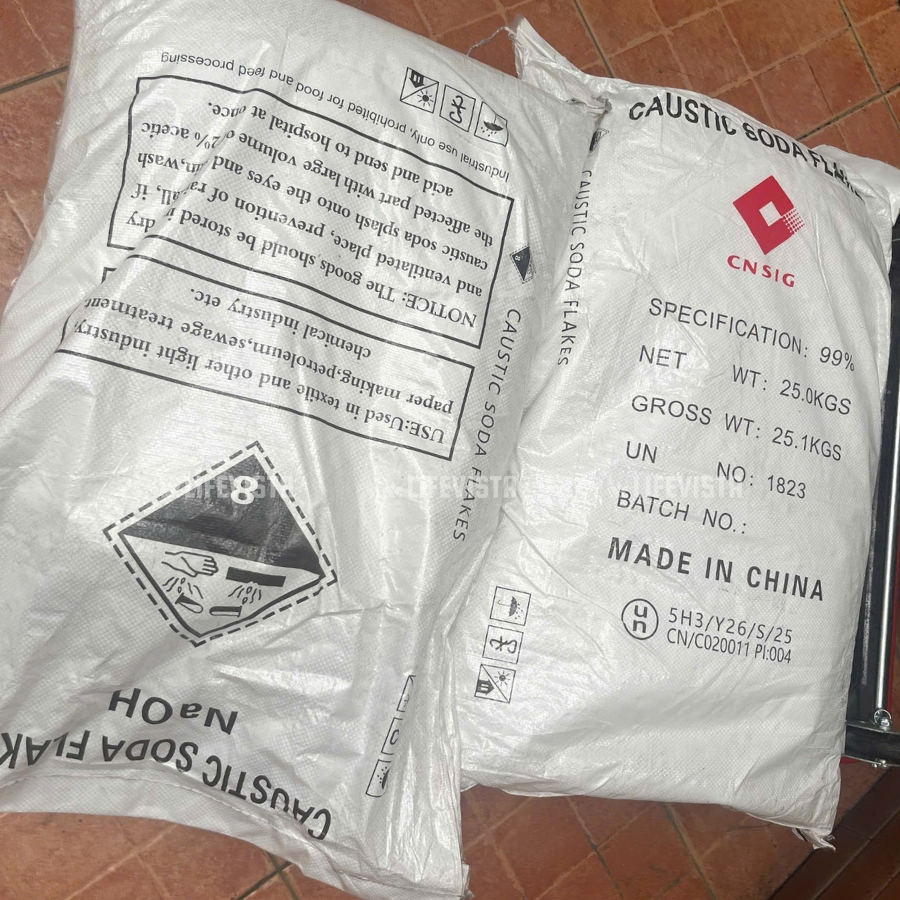 CAUSTIC SODA FLAK
NaOH
8
USE:Used in textile and other light industry,
paper making,petroleum,sewage treatment
chemical industry etc.
NOTICE: The goods should be stored in dry
and ventilated place, prevention of rainfall, if
caustic soda splash onto the eyes and wash
the affected part with large volume of 2% acetic
acid and send to hospital at once.
Industrial use only, prohibited for food and feed processing
CAUSTIC SODA FLAKES
CAUSTIC SODA FLAKES
CAUSTIC SODA
CNSIG
SPECIFICATION: 99%
NET WT: 25.0KGS
GROSS WT: 25.1KGS
UN NO: 1823
BATCH NO.:
MADE IN CHINA
un 5H3/Y26/S/25
CN/C020011 PI:004
LIFEVISTA LIFEVISTA LIFEVISTA